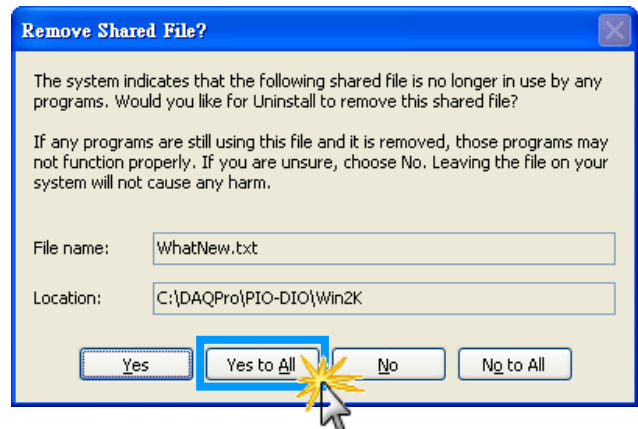 Remove Shared File?
The system indicates that the following shared file is no longer in use by any
programs. Would you like for Uninstall to remove this shared file?
If any programs are still using this file and it is removed, those programs may
not function properly. If you are unsure, choose No. Leaving the file on your
system will not cause any harm.
File name: WhatNew.txt
Location: C:\DAQPro\PIO-DIO\Win2K
Yes Yes to All No No to All